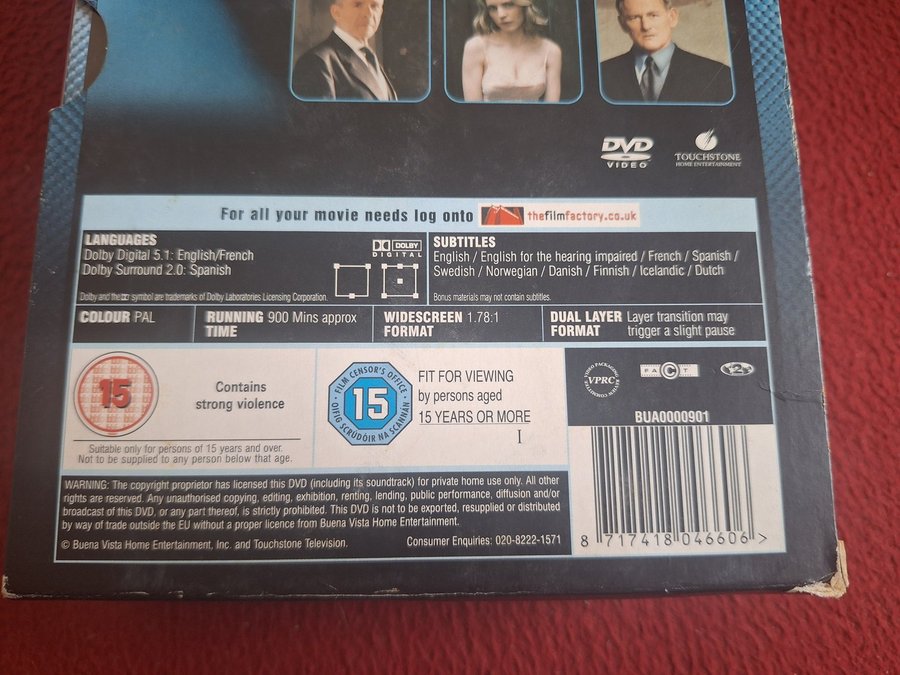 DVD
VIDEO
TOUCHSTONE
HOME ENTERTAINMENT
For all your movie needs log onto thefilmfactory.co.uk
LANGUAGES
Dolby Digital 5.1: English/French
Dolby Surround 2.0: Spanish
DOLBY
DIGITAL
Dolby and the symbol are trademarks of Dolby Laboratories Licensing Corporation.
SUBTITLES
English / English for the hearing impaired / French / Spanish /
Swedish / Norwegian / Danish / Finnish / Icelandic / Dutch
Bonus materials may not contain subtitles.
COLOUR PAL
RUNNING TIME 900 Mins approx
WIDESCREEN FORMAT 1.78:1
DUAL LAYER FORMAT Layer transition may
trigger a slight pause
15
Contains
strong violence
Suitable only for persons of 15 years and over.
Not to be supplied to any person below that age.
FILM CENSOR'S OFFICE
15
OIFIG SCRÚDÓIR NA SCANNÁN
FIT FOR VIEWING
by persons aged
15 YEARS OR MORE
I
VIDEO PACKAGING REVIEW COMMITTEE
VPRC
FACT
2
BUA0000901
8 717418 046606 >
WARNING: The copyright proprietor has licensed this DVD (including its soundtrack) for private home use only. All other
rights are reserved. Any unauthorised copying, editing, exhibition, renting, lending, public performance, diffusion and/or
broadcast of this DVD, or any part thereof, is strictly prohibited. This DVD is not to be exported, resupplied or distributed
by way of trade outside the EU without a proper licence from Buena Vista Home Entertainment.
© Buena Vista Home Entertainment, Inc. and Touchstone Television.
Consumer Enquiries: 020-8222-1571